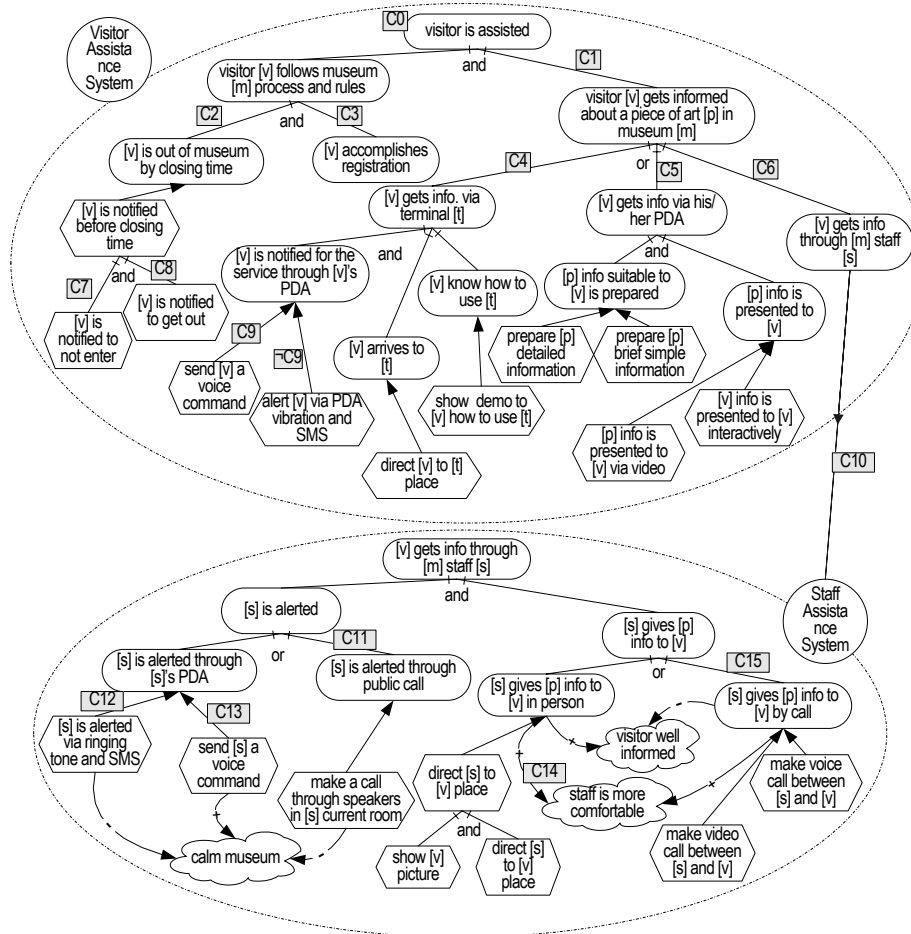 C0
visitor is assisted
Visitor
Assista
nce
System
and
C1
visitor [v] follows museum
[m] process and rules
visitor [v] gets informed
about a piece of art [p] in
museum [m]
C2
and
C3
[v] is out of museum
by closing time
[v] accomplishes
registration
C4
or
C5
C6
[v] gets info. via
terminal [t]
[v] gets info via his/
her PDA
[v] gets info
through [m] staff
[s]
[v] is notified
before closing
time
and
C7
C8
[v] is notified
to not enter
[v] is notified
to get out
[v] is notified for the
service through [v]'s
PDA
and
[v] know how to
use [t]
and
[p] info suitable to
[v] is prepared
[p] info is
presented to
[v]
C9
¬C9
send [v] a
voice
command
alert [v] via PDA
vibration and
SMS
[v] arrives to
[t]
show demo to
[v] how to use [t]
direct [v] to [t]
place
prepare [p]
detailed
information
prepare [p]
brief simple
information
[p] info is
presented to
[v] via video
[v] info is
presented to [v]
interactively
C10
[v] gets info through
[m] staff [s]
and
Staff
Assista
nce
System
[s] is alerted
[s] gives [p]
info to [v]
or
C11
or
C15
[s] is alerted through
[s]'s PDA
[s] is alerted through
public call
[s] gives [p] info to
[v] in person
[s] gives [p] info to
[v] by call
C12
C13
[s] is alerted
via ringing
tone and SMS
send [s] a
voice
command
make a call
through speakers
in [s] current room
direct [s] to
[v] place
C14
visitor well
informed
staff is more
comfortable
make voice
call between
[s] and [v]
make video
call between
[s] and [v]
calm museum
and
show [v]
picture
direct [s]
to [v]
place